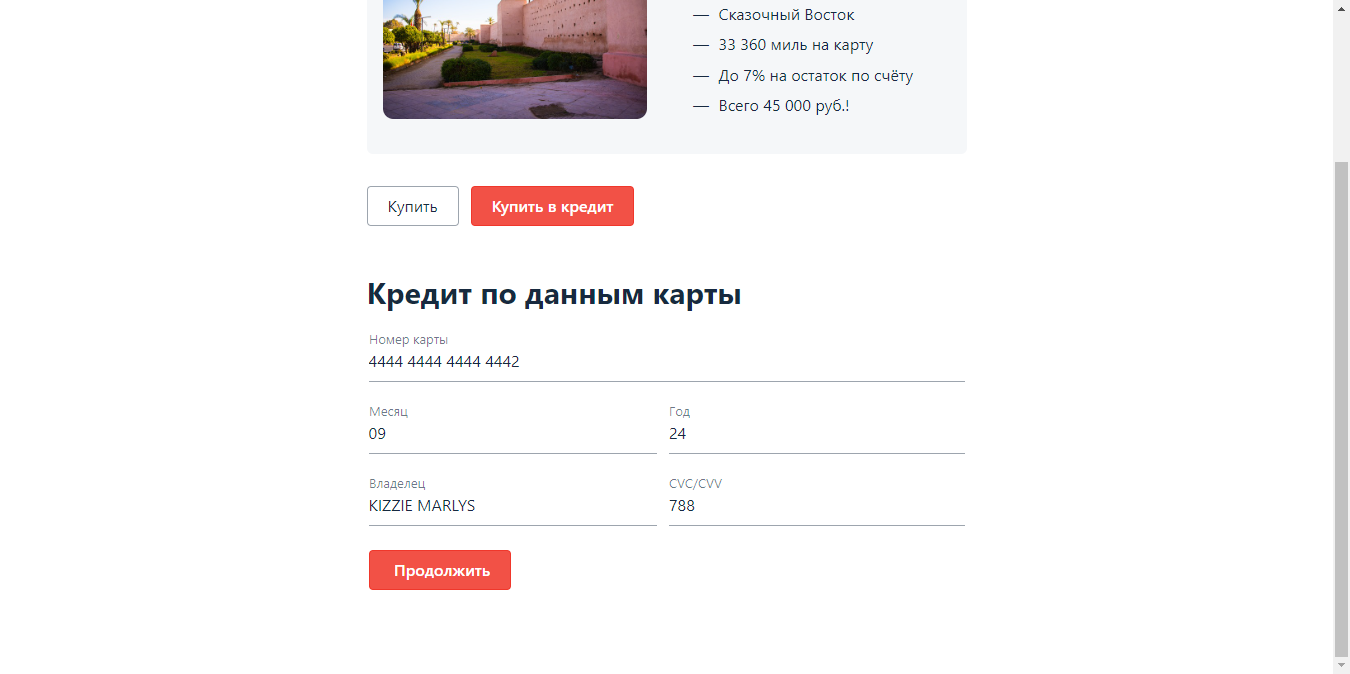 — Сказочный Восток
— 33 360 миль на карту
— До 7% на остаток по счёту
— Всего 45 000 руб.!
Купить Купить в кредит
Кредит по данным карты
Номер карты
4444 4444 4444 4442
Месяц Год
09 24
Владелец CVC/CVV
KIZZIE MARLYS 788
Продолжить